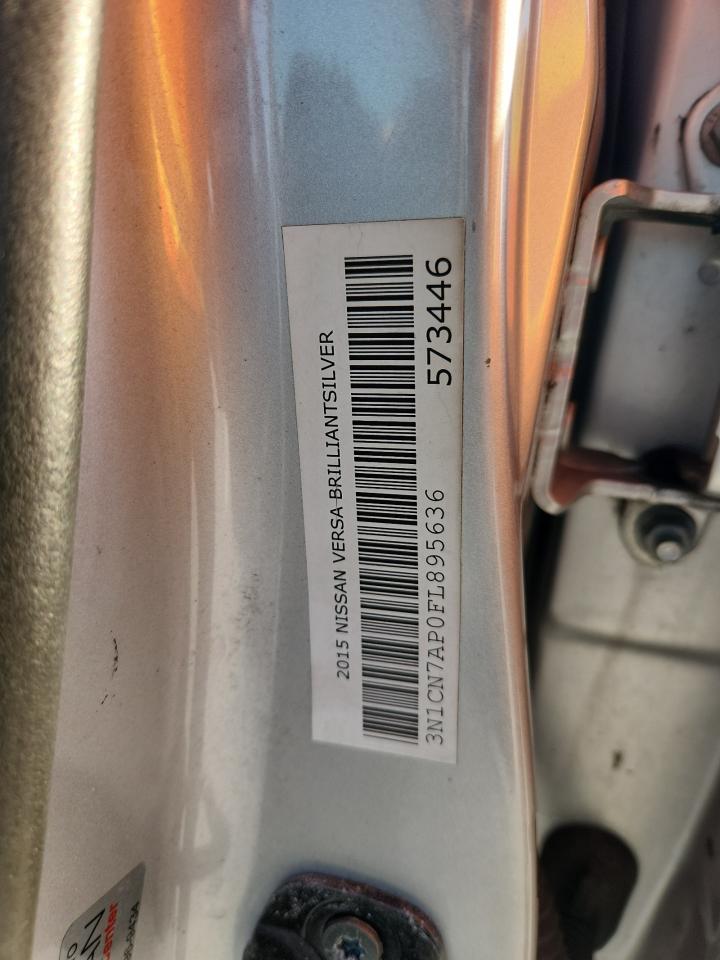 2015 NISSAN VERSA-BRILLIANTSILVER
3N1CN7AP0FL895636 573446